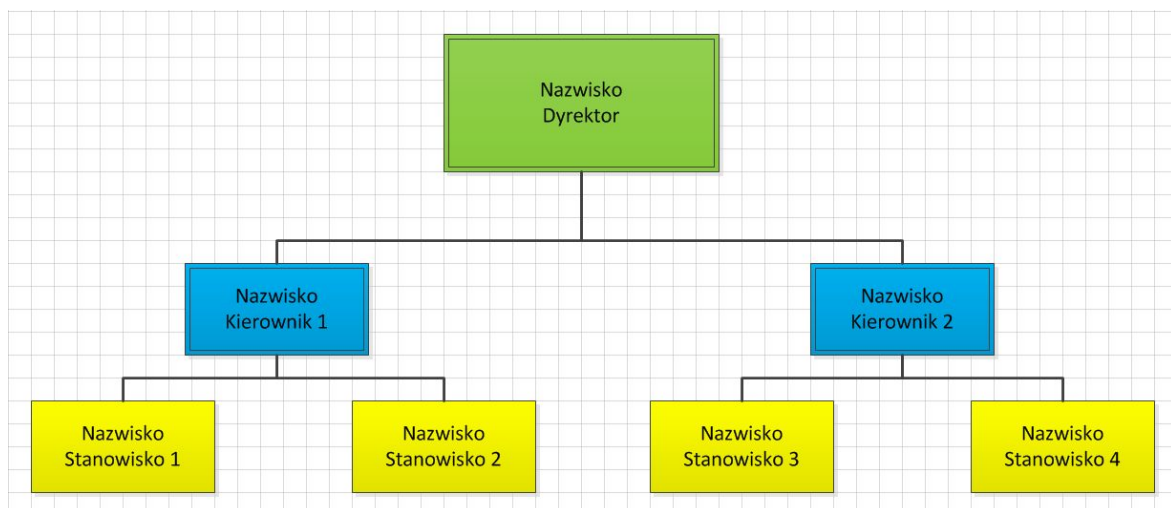 Nazwisko
Dyrektor
Nazwisko
Kierownik 1
Nazwisko
Kierownik 2
Nazwisko
Stanowisko 1
Nazwisko
Stanowisko 2
Nazwisko
Stanowisko 3
Nazwisko
Stanowisko 4